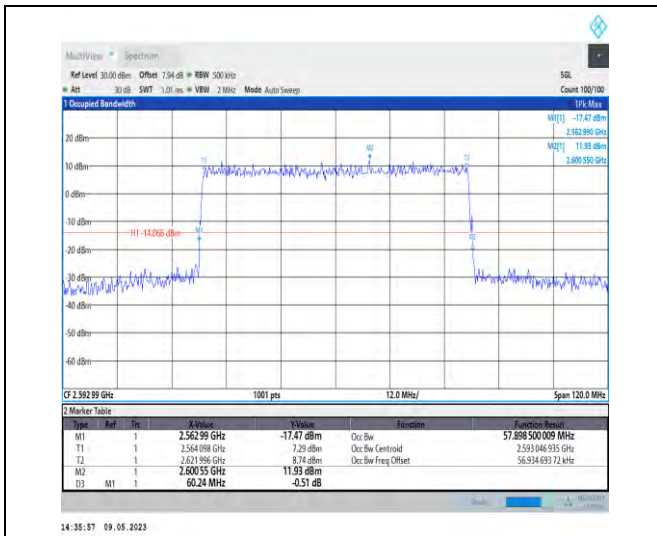 MultiView Spectrum
Ref Level 30.00 dBm Offset 7.94 dB RBW 500 kHz SGL
Att 30 dB SWT 1.01 ms VBW 2 MHz Mode Auto Sweep Count 100/100
1 Occupied Bandwidth 1Pk Max
M1[1] -17.47 dBm
2.562 990 GHz
M2[1] 11.93 dBm
2.600 550 GHz
20 dBm
10 dBm
0 dBm
-10 dBm
H1 -14.066 dBm
-20 dBm
-30 dBm
-40 dBm
-50 dBm
-60 dBm
T1
M2
T2
M1
D3
CF 2.592 99 GHz 1001 pts 12.0 MHz/ Span 120.0 MHz
2 Marker Table
Type Ref Trc X-Value Y-Value Function Function Result
M1 1 2.562 99 GHz -17.47 dBm Occ Bw 57.898 500 009 MHz
T1 1 2.564 098 GHz 7.29 dBm Occ Bw Centroid 2.593 046 935 GHz
T2 1 2.621 996 GHz 8.74 dBm Occ Bw Freq Offset 56.934 693 72 kHz
M2 1 2.600 55 GHz 11.93 dBm
D3 M1 1 60.24 MHz -0.51 dB
14:35:57 09.05.2023